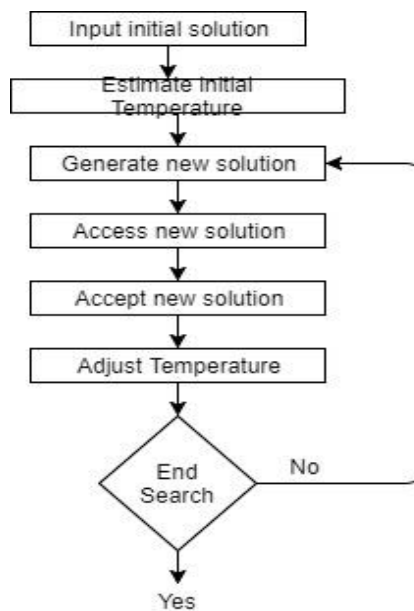 Input initial solution
Estimate Initial
Temperature
Generate new solution
Access new solution
Accept new solution
Adjust Temperature
End
Search
No
Yes